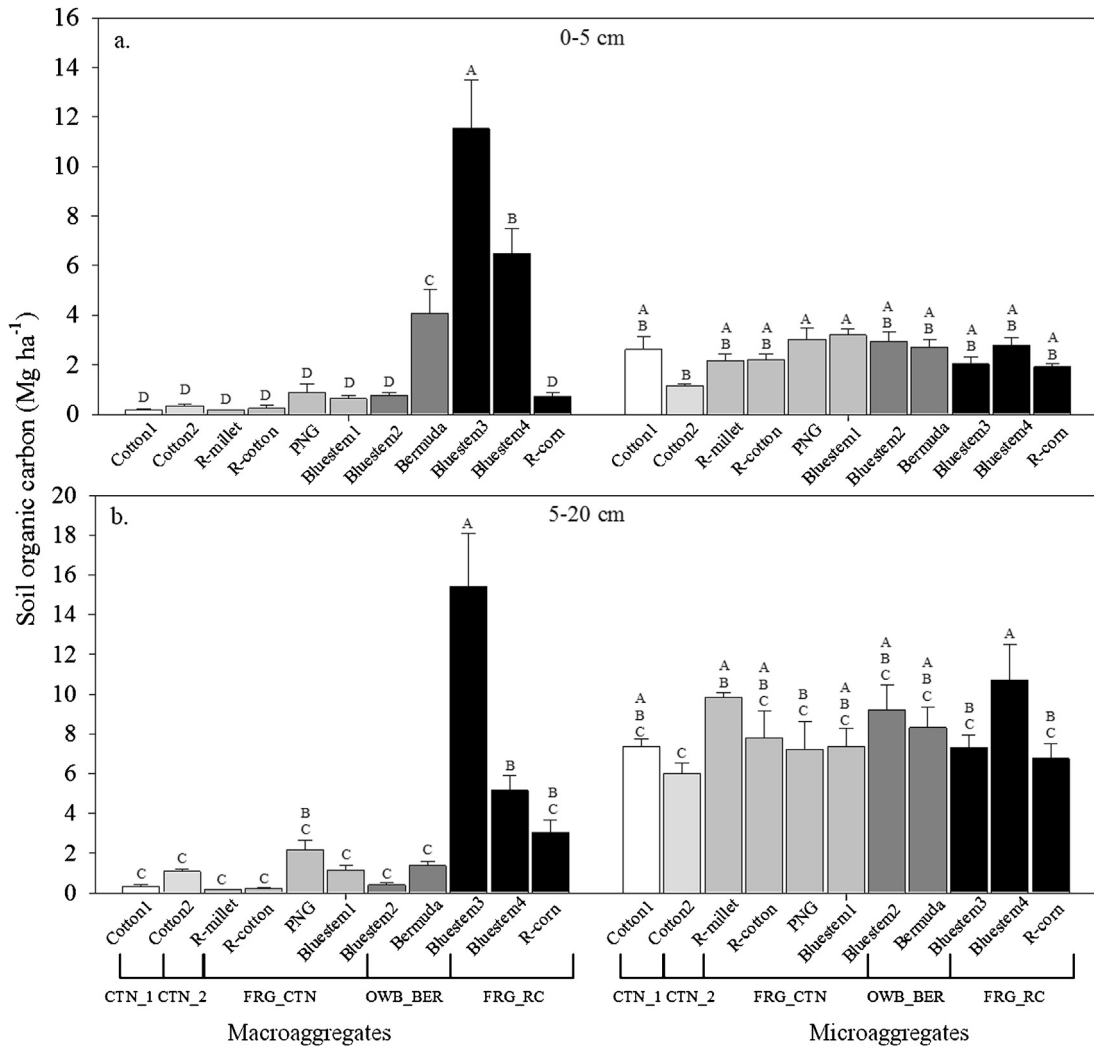 Soil organic carbon (Mg ha-1)
a.
0-5 cm
16
14
12
10
8
6
4
2
0
D D D D D D D C A B D
A B
B
A B
A B
A
A
A B
A B
A B
A B
A B
Cotton1 Cotton2 R-millet R-cotton PNG Bluestem1 Bluestem2 Bermuda Bluestem3 Bluestem4 R-corn
Cotton1 Cotton2 R-millet R-cotton PNG Bluestem1 Bluestem2 Bermuda Bluestem3 Bluestem4 R-corn
b.
5-20 cm
20
18
16
14
12
10
8
6
4
2
0
C C C C
B C
C C C A B
B C
A B C
C
A B
A B C
B C
A B C
A B C
A B C
B C
A
B C
Cotton1 Cotton2 R-millet R-cotton PNG Bluestem1 Bluestem2 Bermuda Bluestem3 Bluestem4 R-corn
Cotton1 Cotton2 R-millet R-cotton PNG Bluestem1 Bluestem2 Bermuda Bluestem3 Bluestem4 R-corn
CTN_1 CTN_2 FRG_CTN OWB_BER FRG_RC
CTN_1 CTN_2 FRG_CTN OWB_BER FRG_RC
Macroaggregates
Microaggregates